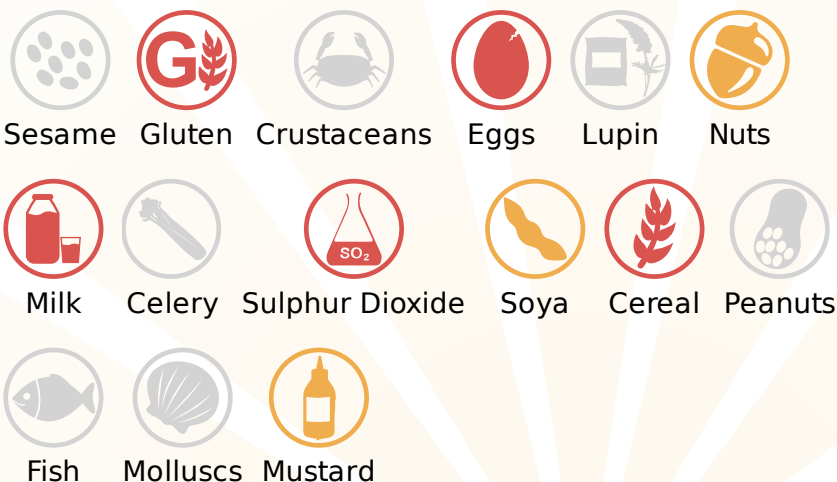 G
Sesame Gluten Crustaceans Eggs Lupin Nuts
SO₂
Milk Celery Sulphur Dioxide Soya Cereal Peanuts
Fish Molluscs Mustard